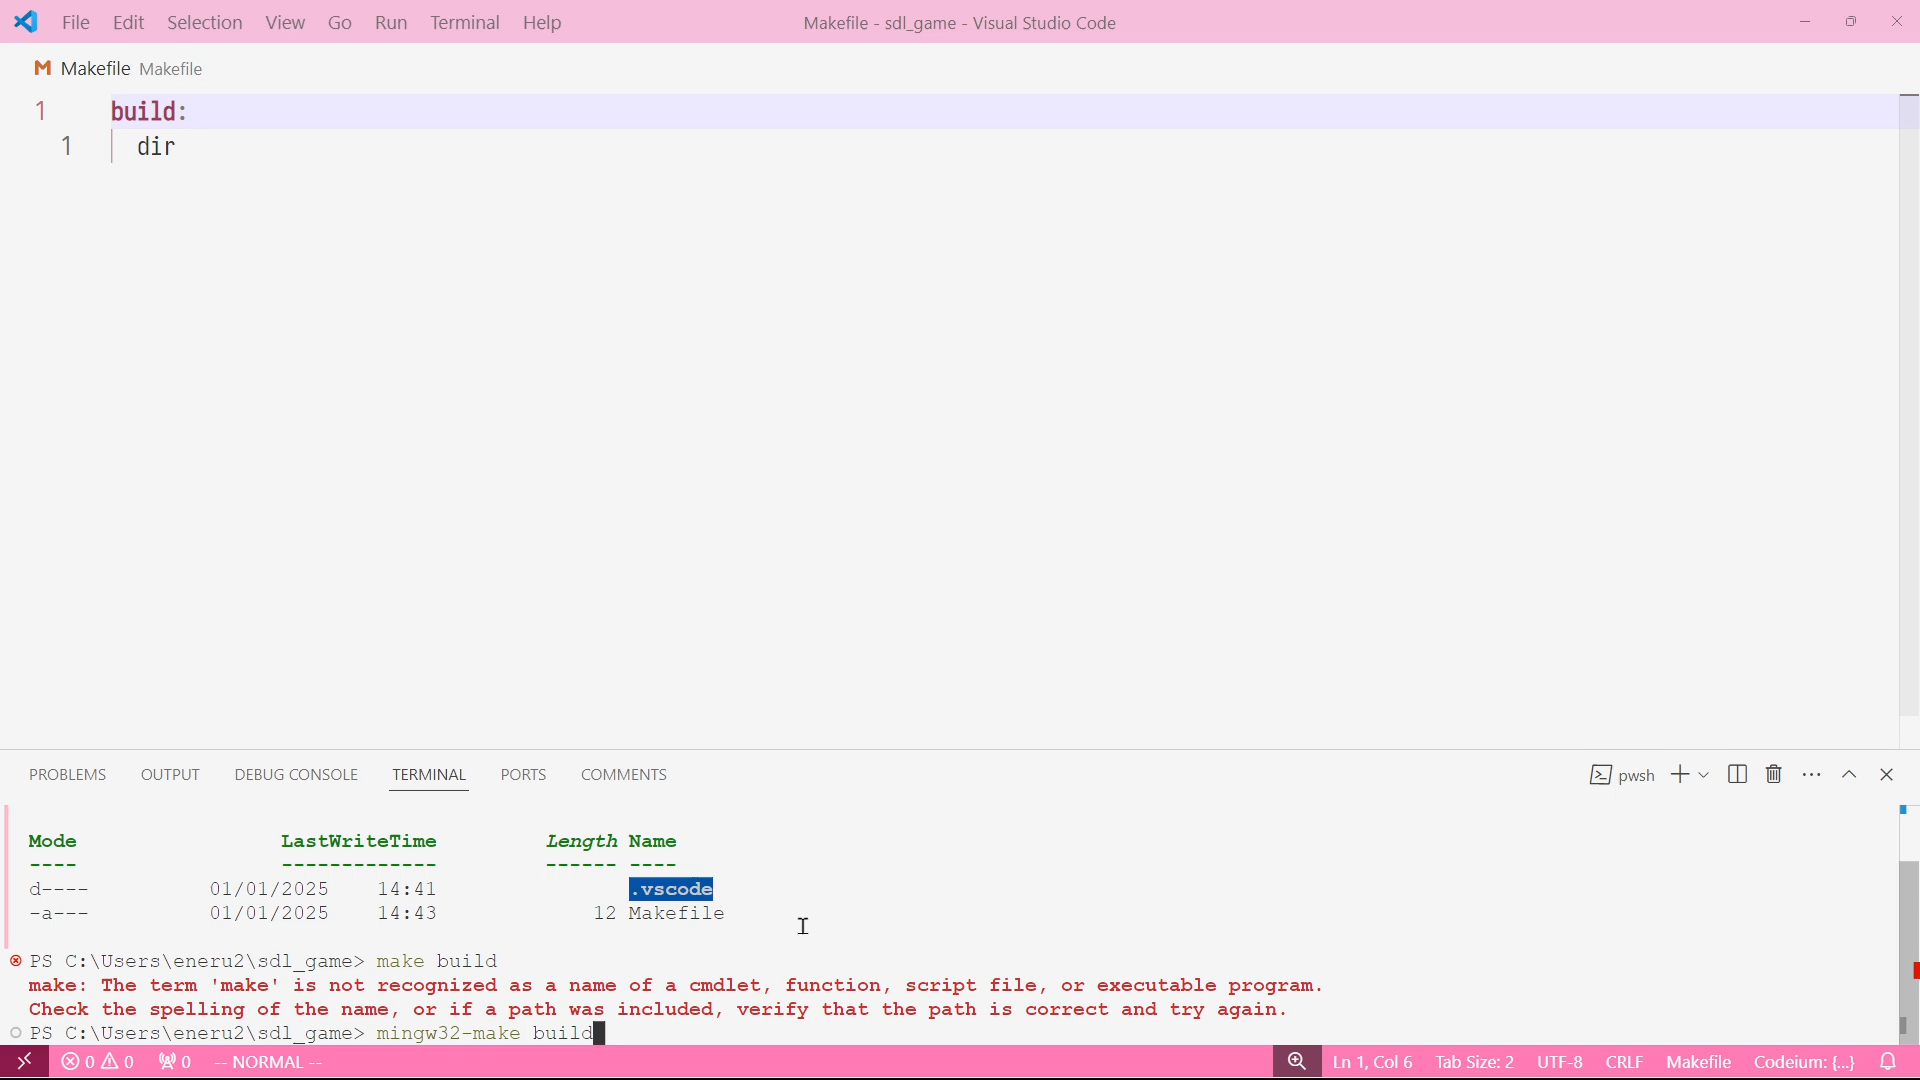 File Edit Selection View Go Run Terminal Help Makefile - sdl_game - Visual Studio Code
M Makefile Makefile
1 build:
1 dir
PROBLEMS OUTPUT DEBUG CONSOLE TERMINAL PORTS COMMENTS pwsh
Mode LastWriteTime Length Name
---- ------------- ------ ----
d---- 01/01/2025 14:41 .vscode
-a--- 01/01/2025 14:43 12 Makefile
PS C:\Users\eneru2\sdl_game> make build
make: The term 'make' is not recognized as a name of a cmdlet, function, script file, or executable program.
Check the spelling of the name, or if a path was included, verify that the path is correct and try again.
PS C:\Users\eneru2\sdl_game> mingw32-make build
0 0 0 -- NORMAL -- Ln 1, Col 6 Tab Size: 2 UTF-8 CRLF Makefile Codeium: {...}